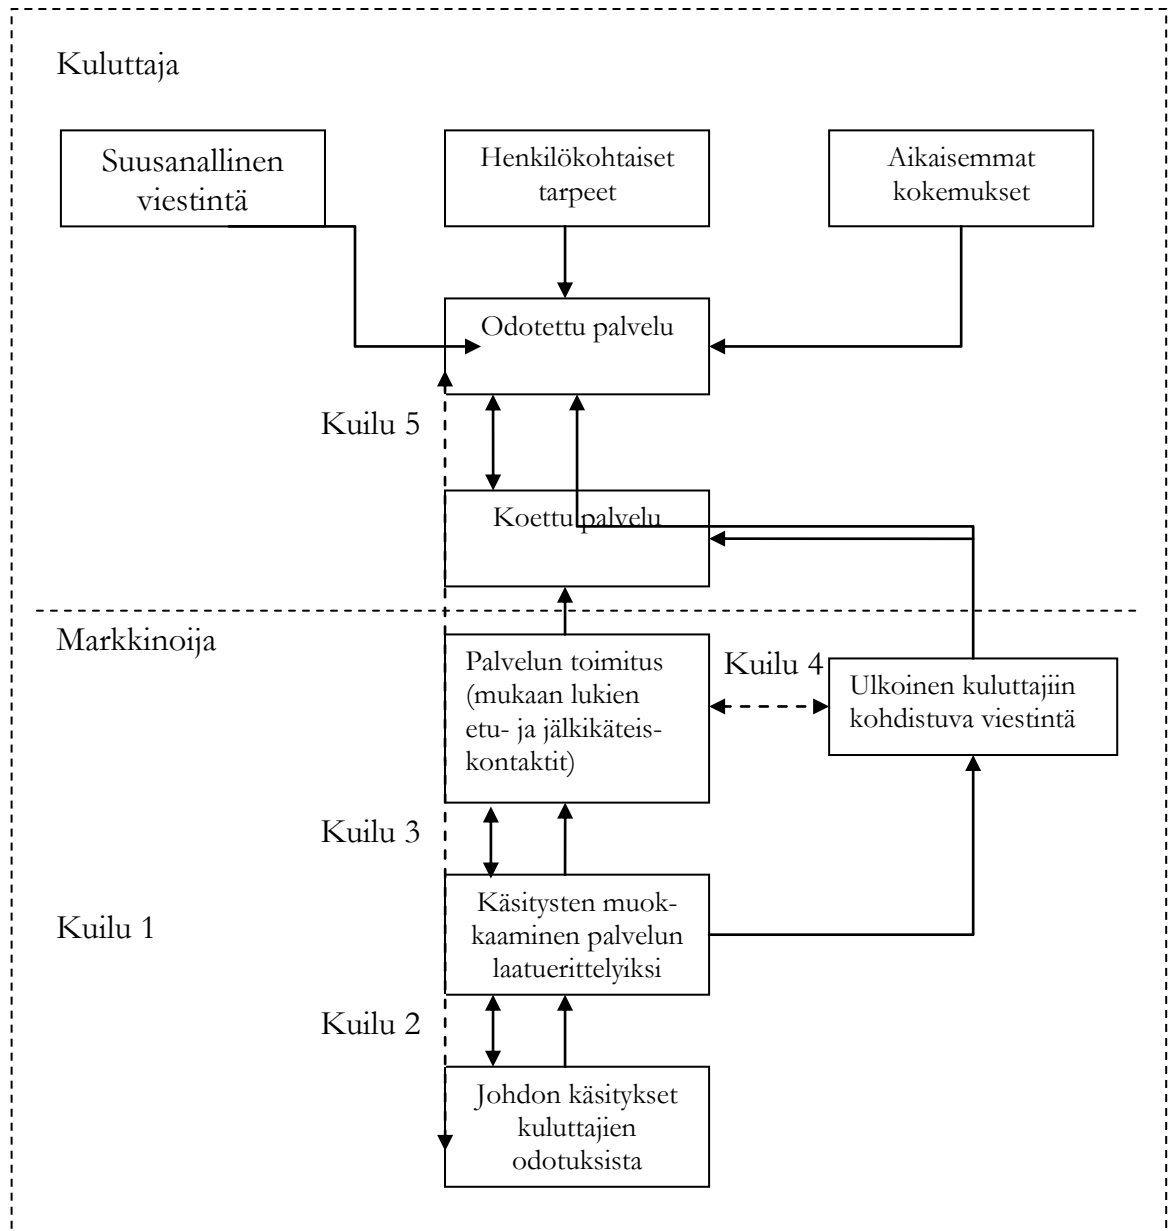 Kuluttaja
Suusanallinen
viestintä
Henkilökohtaiset
tarpeet
Aikaisemmat
kokemukset
Odotettu palvelu
Kuilu 5
Koettu palvelu
Markkinoija
Palvelun toimitus
(mukaan lukien
etu- ja jälkikäteis-
kontaktit)
Kuilu 4
Ulkoinen kuluttajiin
kohdistuva viestintä
Kuilu 3
Kuilu 1
Käsitysten muok-
kaaminen palvelun
laatuerittelyiksi
Kuilu 2
Johdon käsitykset
kuluttajien
odotuksista